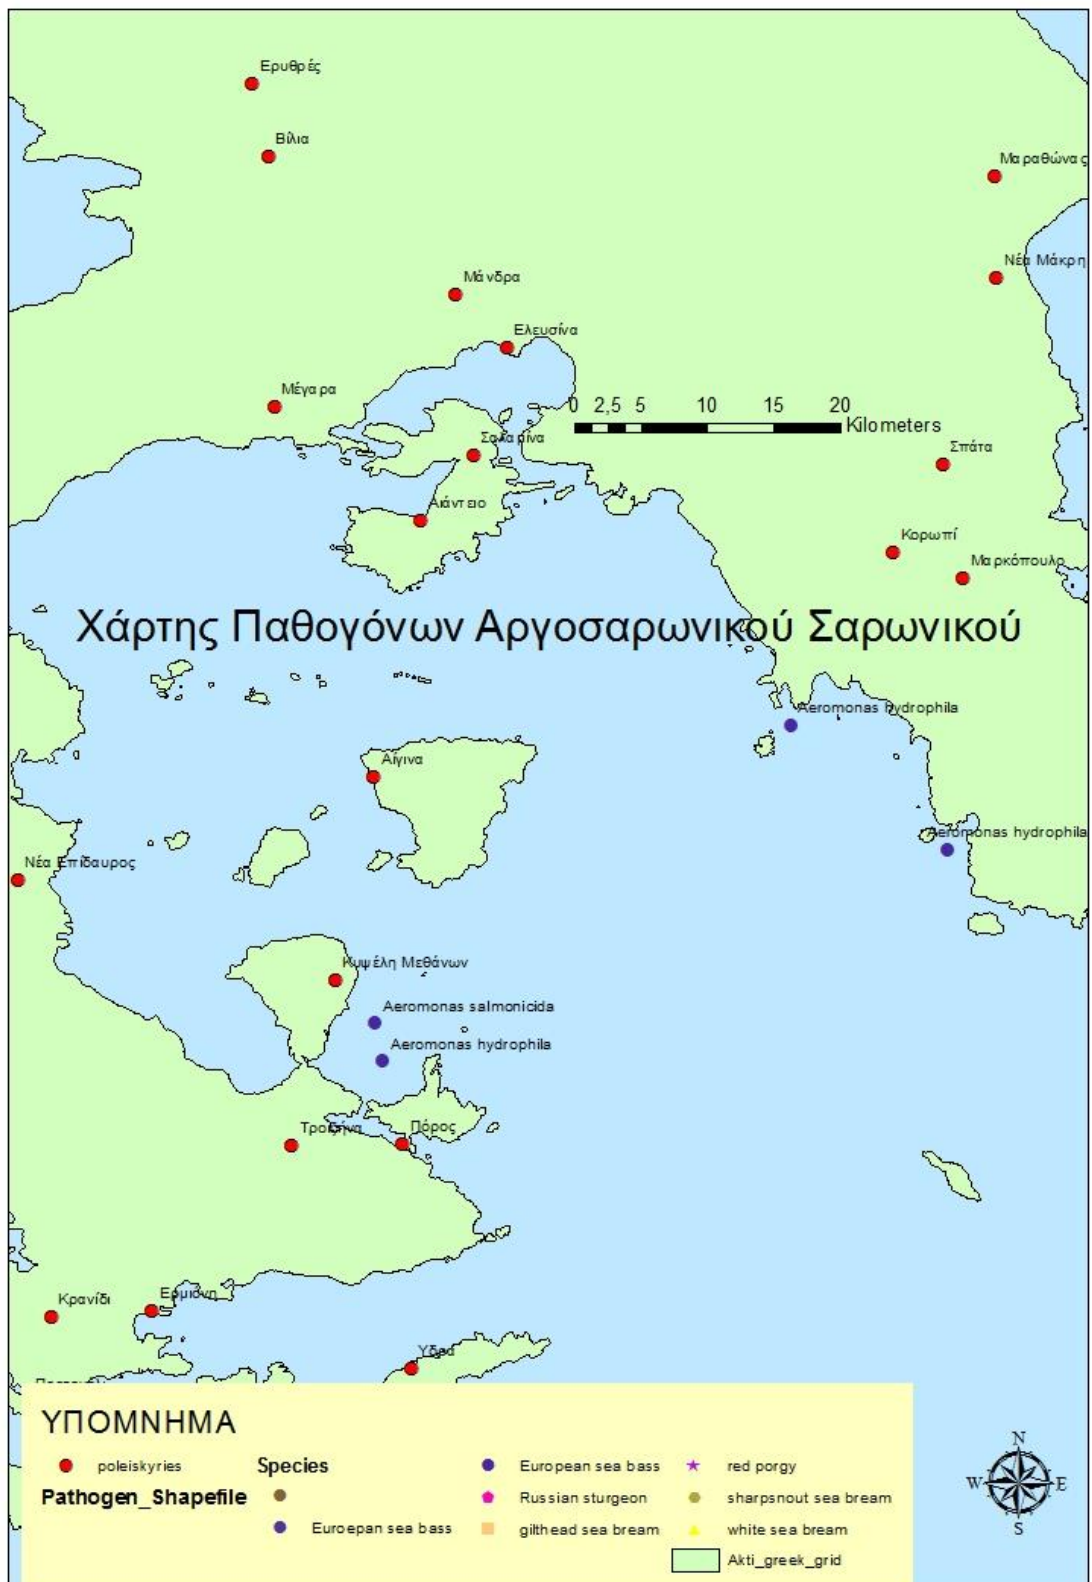 Ερυθρές
Βίλια
Μαραθώνας
Νέα Μάκρη
Μάνδρα
Ελευσίνα
Μέγαρα
0 2,5 5 10 15 20
Kilometers
Σαλαμίνα
Σπάτα
Αιάντειο
Κορωπί
Μαρκόπουλο
Χάρτης Παθογόνων Αργοσαρωνικού Σαρωνικού
Aeromonas hydrophila
Αίγινα
Aeromonas hydrophila
Νέα Επίδαυρος
Κυψέλη Μεθάνων
Aeromonas salmonicida
Aeromonas hydrophila
Τροιζήνα
Πόρος
Κρανίδι
Ερμιόνη
Ύδρα
ΥΠΟΜΝΗΜΑ
poleiskyries
Pathogen_Shapefile
Species
Euroepan sea bass
European sea bass
Russian sturgeon
gilthead sea bream
red porgy
sharpsnout sea bream
white sea bream
Akti_greek_grid
N
W E
S